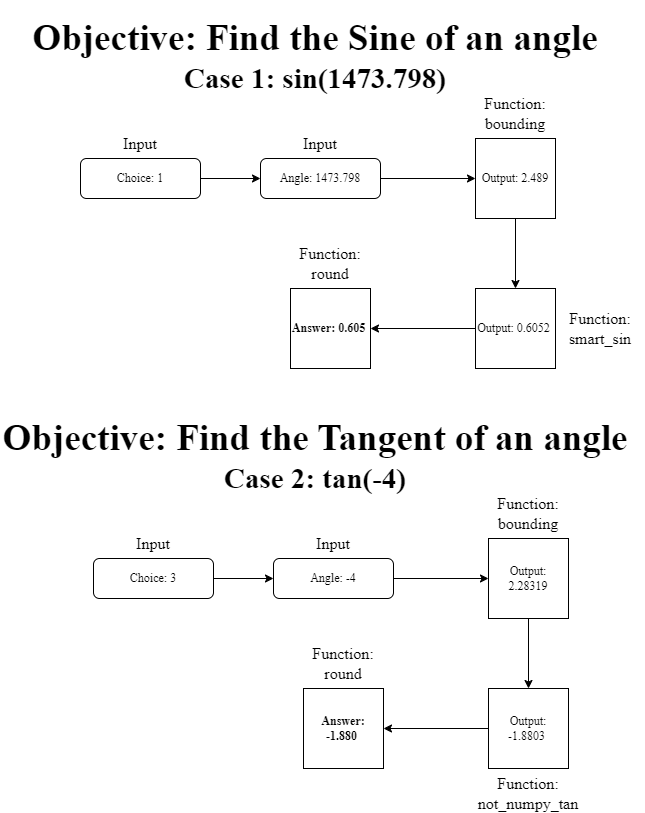 Objective: Find the Sine of an angle
Case 1: sin(1473.798)
Function:
bounding
Input
Input
Choice: 1
Angle: 1473.798
Output: 2.489
Function:
round
Answer: 0.605
Output: 0.6052
Function:
smart_sin
Objective: Find the Tangent of an angle
Case 2: tan(-4)
Function:
bounding
Input
Input
Choice: 3
Angle: -4
Output:
2.28319
Function:
round
Answer:
-1.880
Output:
-1.8803
Function:
not_numpy_tan